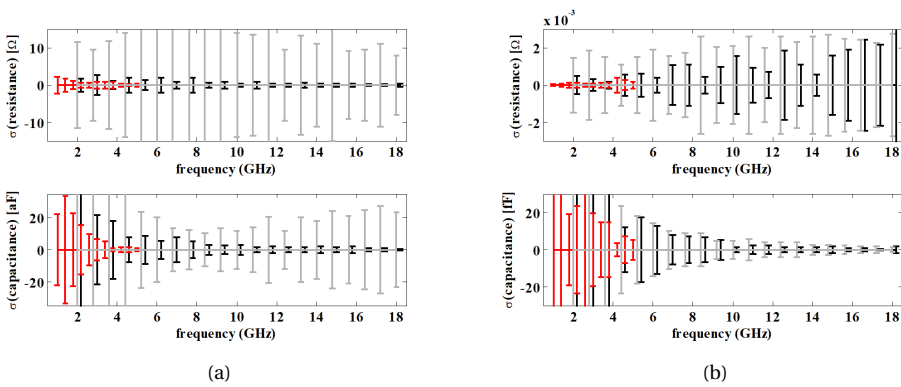 x 10⁻³
σ(resistance) [Ω]
10
0
-10
2 4 6 8 10 12 14 16 18
frequency (GHz)
σ(resistance) [Ω]
2
0
-2
2 4 6 8 10 12 14 16 18
frequency (GHz)
σ(capacitance) [aF]
20
0
-20
2 4 6 8 10 12 14 16 18
frequency (GHz)
σ(capacitance) [fF]
20
0
-20
2 4 6 8 10 12 14 16 18
frequency (GHz)
(a)
(b)